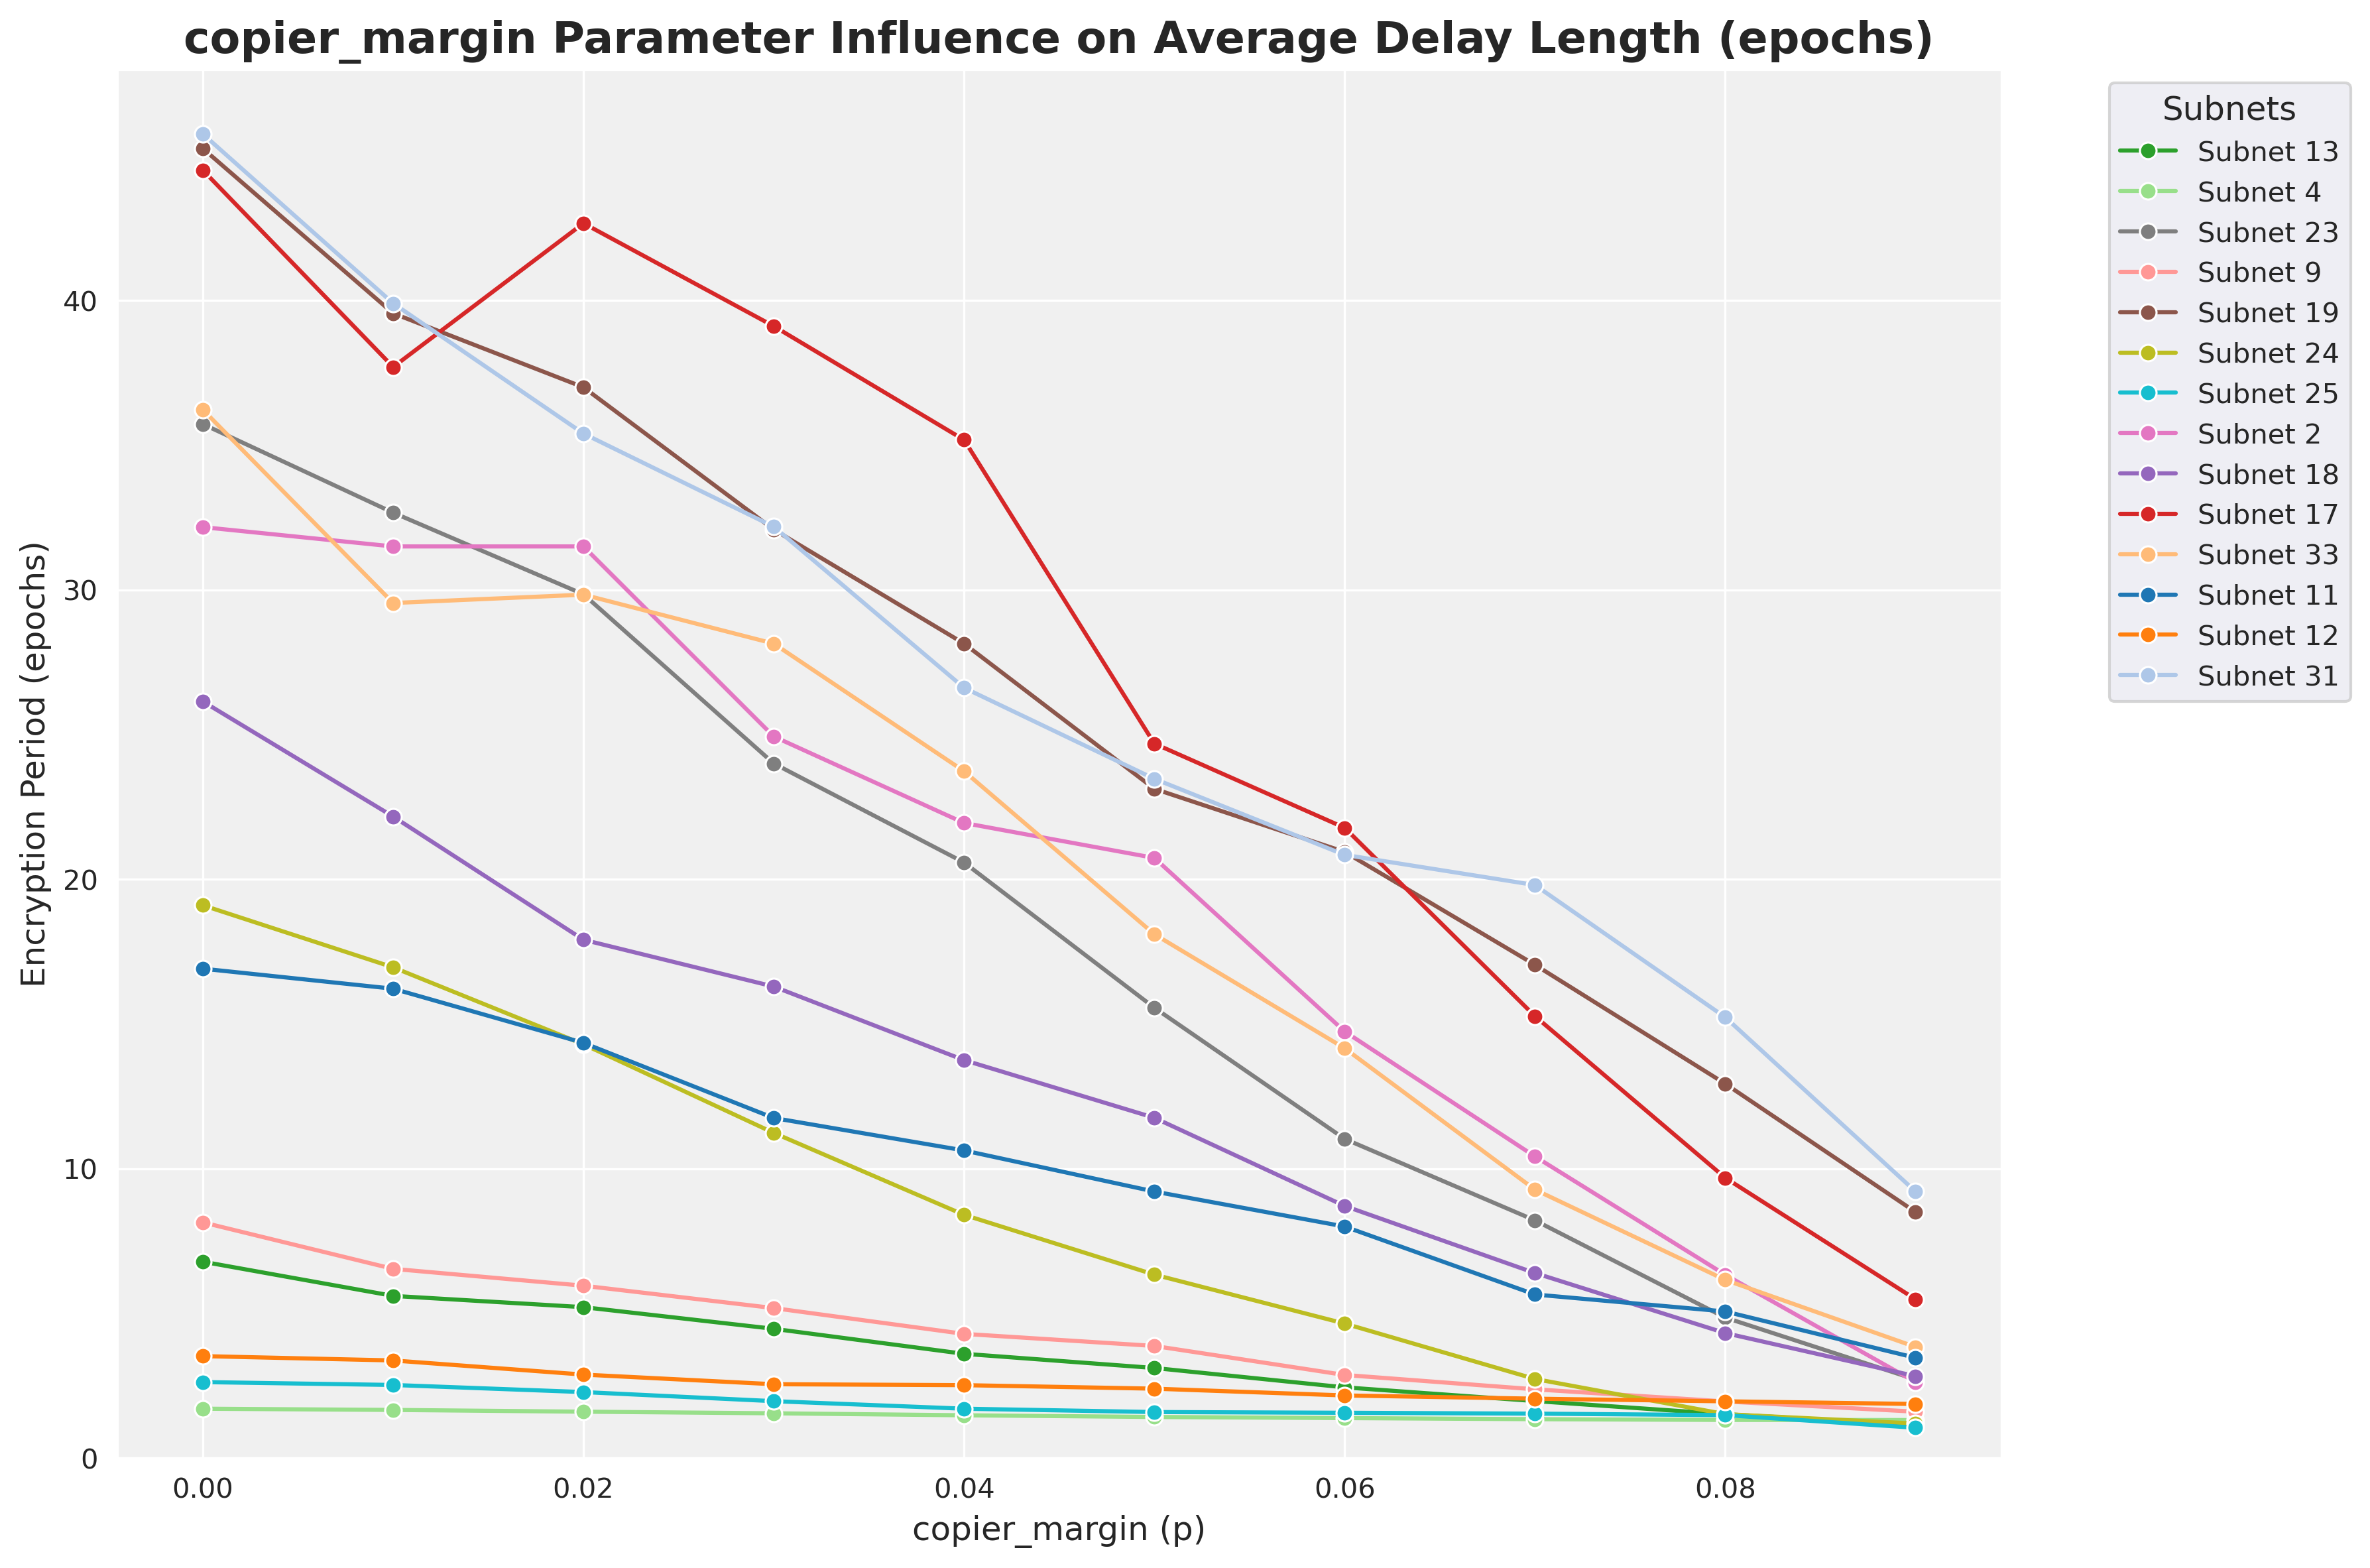 copier_margin Parameter Influence on Average Delay Length (epochs)
Encryption Period (epochs)
40
30
20
10
0
0.00
0.02
0.04
0.06
0.08
copier_margin (p)
Subnets
Subnet 13
Subnet 4
Subnet 23
Subnet 9
Subnet 19
Subnet 24
Subnet 25
Subnet 2
Subnet 18
Subnet 17
Subnet 33
Subnet 11
Subnet 12
Subnet 31